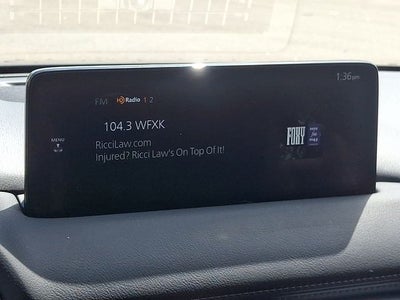 1:36pm
FM HD Radio 1 2
104.3 WFXK
MENU
RicciLaw.com
Injured? Ricci Law's On Top Of It!
FOXY